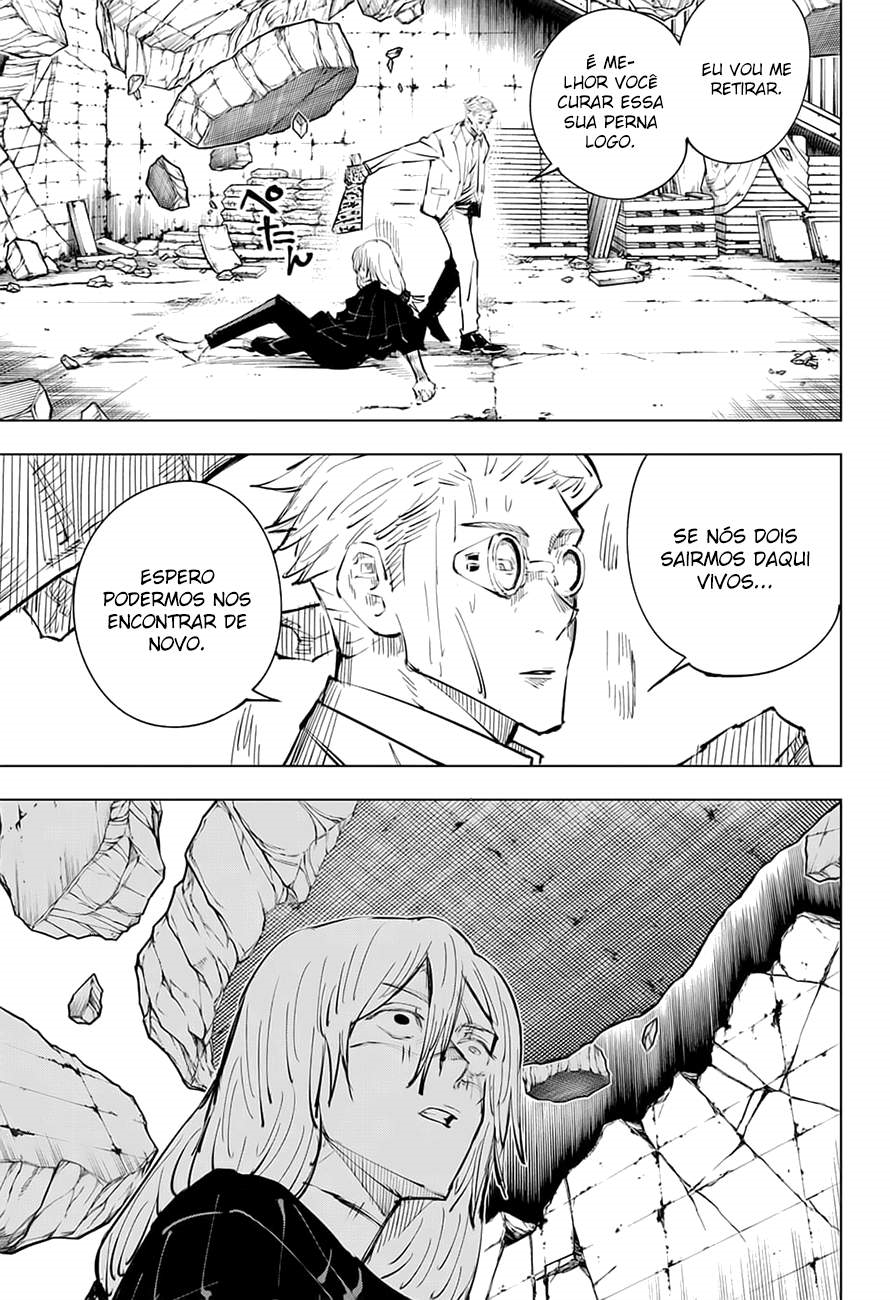 EU VOU ME
RETIRAR.
É ME-
LHOR VOCÊ
CURAR ESSA
SUA PERNA
LOGO.
ペたん
SE NÓS DOIS
SAIRMOS DAQUI
VIVOS...
ESPERO
PODERMOS NOS
ENCONTRAR DE
NOVO.